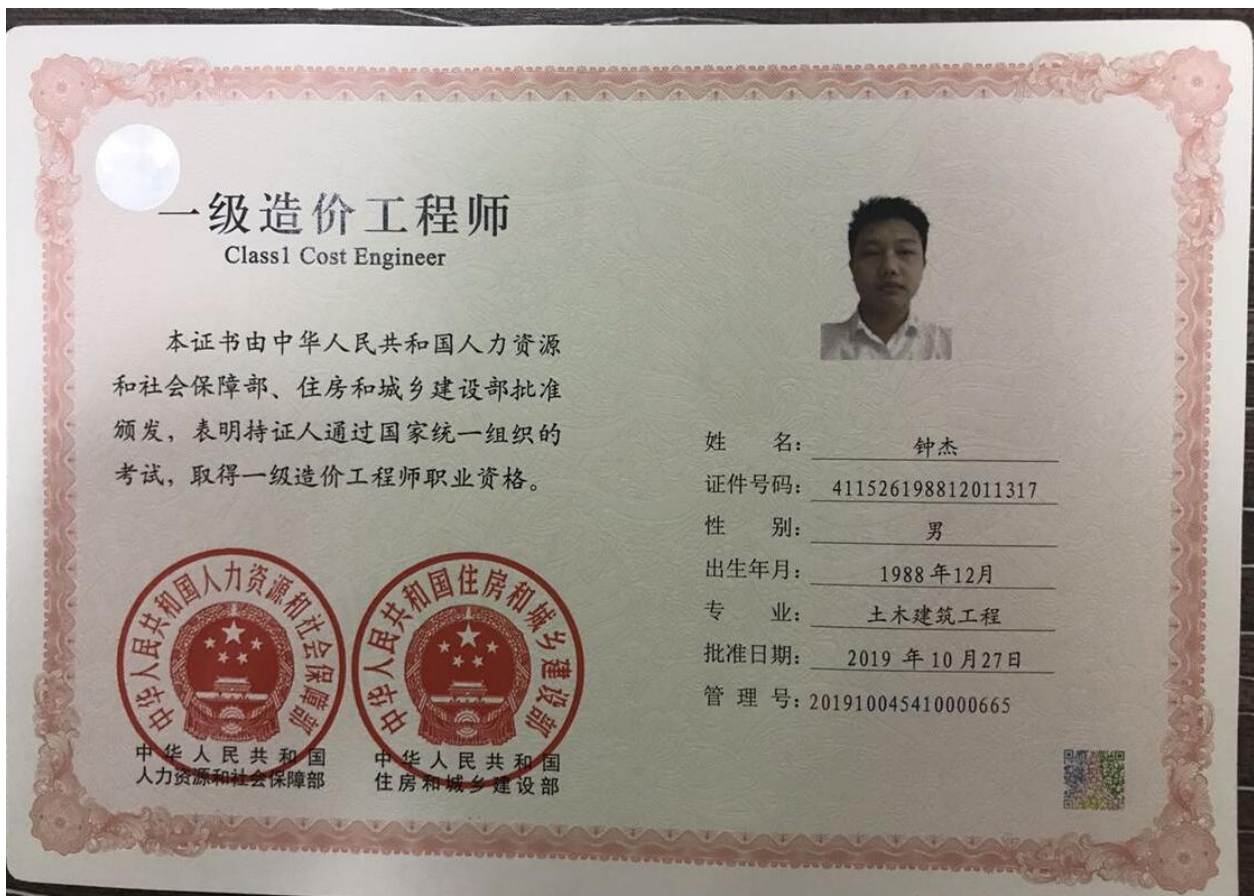 一级造价工程师
Class1 Cost Engineer
本证书由中华人民共和国人力资源
和社会保障部、住房和城乡建设部批准
颁发，表明持证人通过国家统一组织的
考试，取得一级造价工程师职业资格。
中华人民共和国人力资源和社会保障部
中华人民共和国住房和城乡建设部
中华人民共和国
人力资源和社会保障部
中华人民共和国
住房和城乡建设部
姓 名：钟杰
证件号码：411526198812011317
性 别：男
出生年月：1988年12月
专 业：土木建筑工程
批准日期：2019 年 10 月27日
管 理 号：201910045410000665